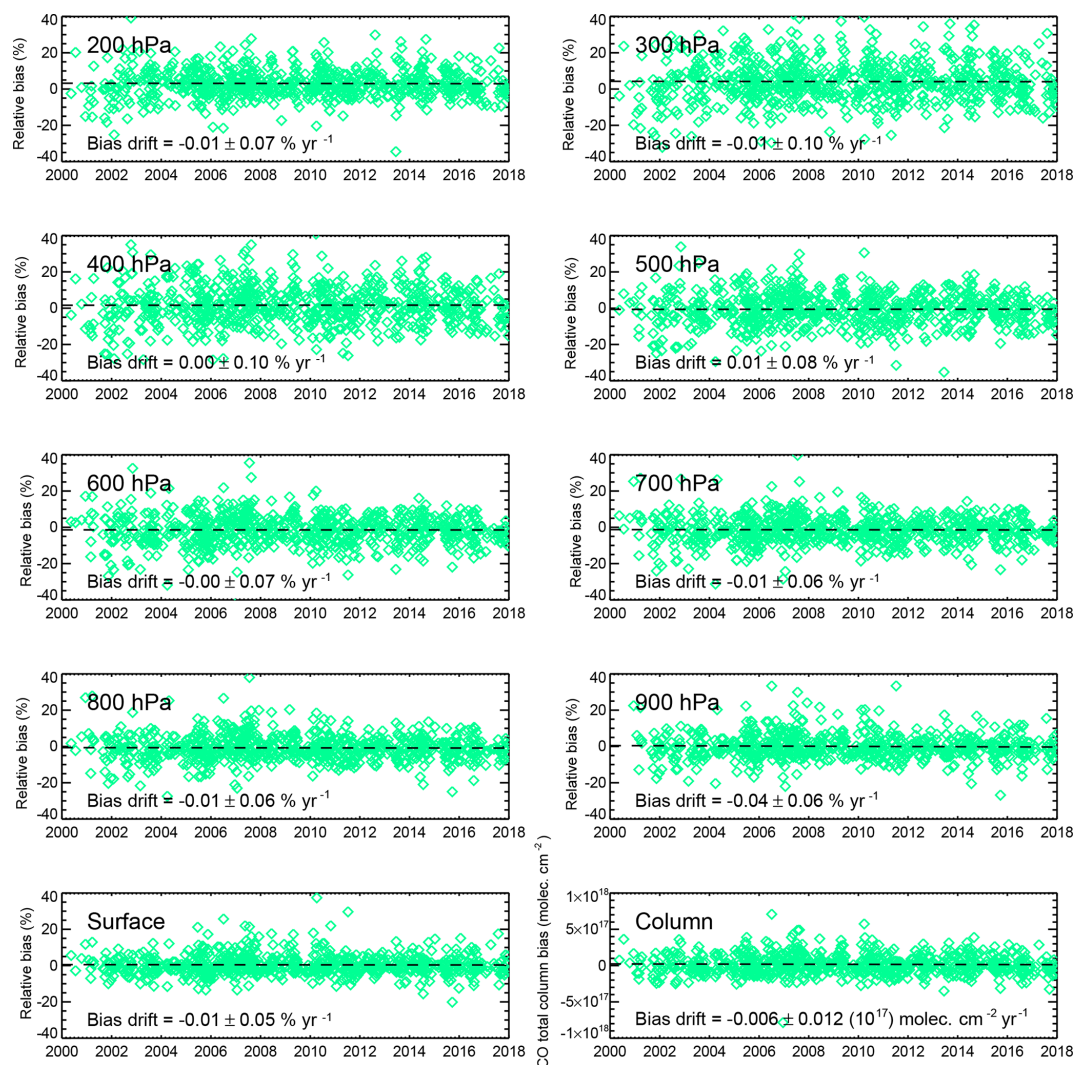 40
20
0
-20
-40
Relative bias (%)
200 hPa
Bias drift = -0.01 ± 0.07 % yr -1
2000 2002 2004 2006 2008 2010 2012 2014 2016 2018
40
20
0
-20
-40
Relative bias (%)
300 hPa
Bias drift = -0.01 ± 0.10 % yr -1
2000 2002 2004 2006 2008 2010 2012 2014 2016 2018
40
20
0
-20
-40
Relative bias (%)
400 hPa
Bias drift = 0.00 ± 0.10 % yr -1
2000 2002 2004 2006 2008 2010 2012 2014 2016 2018
40
20
0
-20
-40
Relative bias (%)
500 hPa
Bias drift = 0.01 ± 0.08 % yr -1
2000 2002 2004 2006 2008 2010 2012 2014 2016 2018
40
20
0
-20
-40
Relative bias (%)
600 hPa
Bias drift = -0.00 ± 0.07 % yr -1
2000 2002 2004 2006 2008 2010 2012 2014 2016 2018
40
20
0
-20
-40
Relative bias (%)
700 hPa
Bias drift = -0.01 ± 0.06 % yr -1
2000 2002 2004 2006 2008 2010 2012 2014 2016 2018
40
20
0
-20
-40
Relative bias (%)
800 hPa
Bias drift = -0.01 ± 0.06 % yr -1
2000 2002 2004 2006 2008 2010 2012 2014 2016 2018
40
20
0
-20
-40
Relative bias (%)
900 hPa
Bias drift = -0.04 ± 0.06 % yr -1
2000 2002 2004 2006 2008 2010 2012 2014 2016 2018
40
20
0
-20
-40
Relative bias (%)
Surface
Bias drift = -0.01 ± 0.05 % yr -1
2000 2002 2004 2006 2008 2010 2012 2014 2016 2018
1×10^18
5×10^17
0
-5×10^17
-1×10^18
CO total column bias (molec. cm^-2)
Column
Bias drift = -0.006 ± 0.012 (10^17) molec. cm^-2 yr^-1
2000 2002 2004 2006 2008 2010 2012 2014 2016 2018